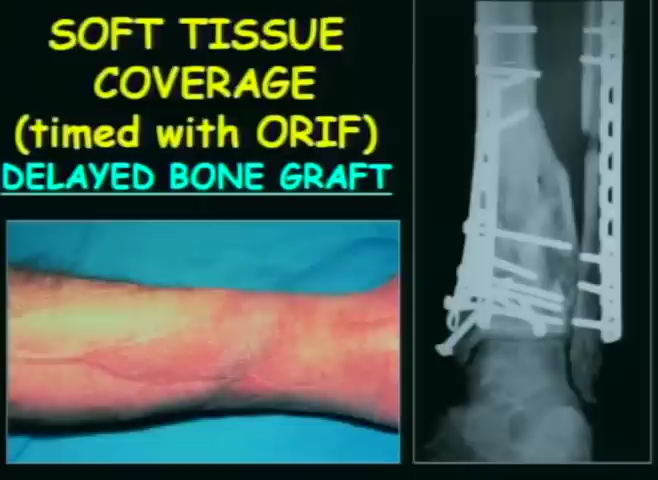 SOFT TISSUE
COVERAGE
(timed with ORIF)
DELAYED BONE GRAFT